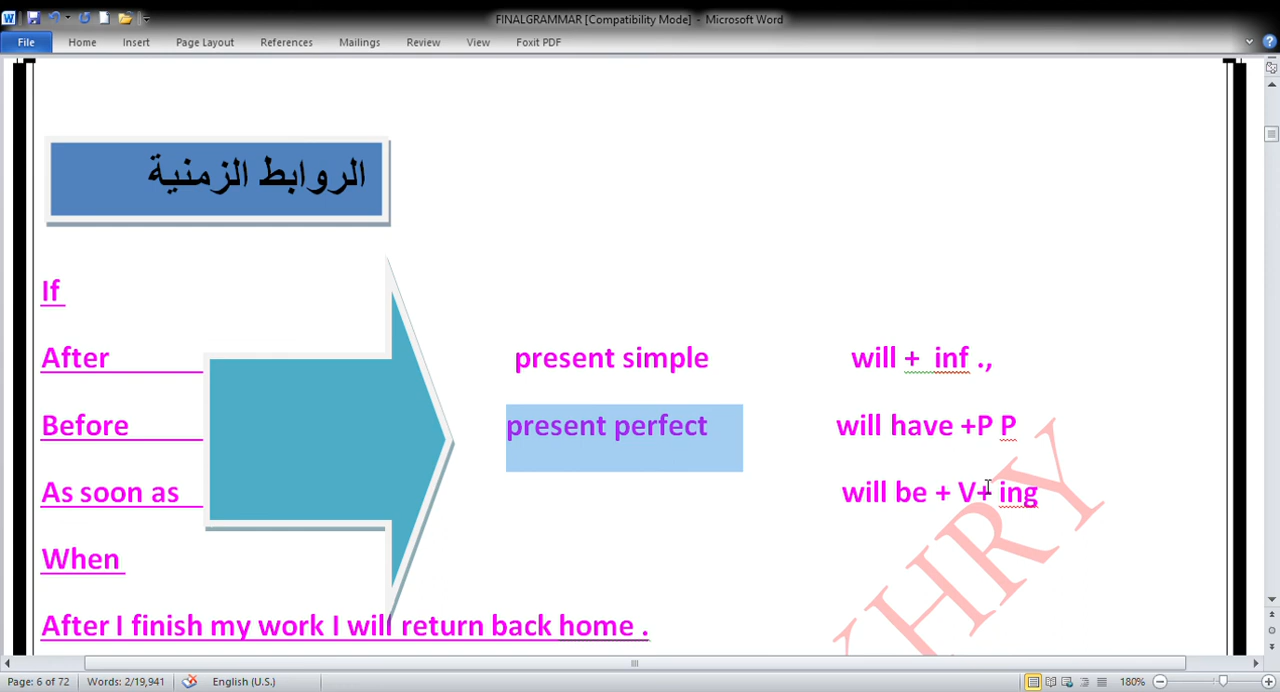 FINALGRAMMAR [Compatibility Mode] - Microsoft Word
File Home Insert Page Layout References Mailings Review View Foxit PDF
الروابط الزمنية
If
After present simple will + inf .,
Before present perfect will have +P P
As soon as will be + V+ ing
When
After I finish my work I will return back home .
HRY
Page: 6 of 72 Words: 2/19,941 English (U.S.) 180%